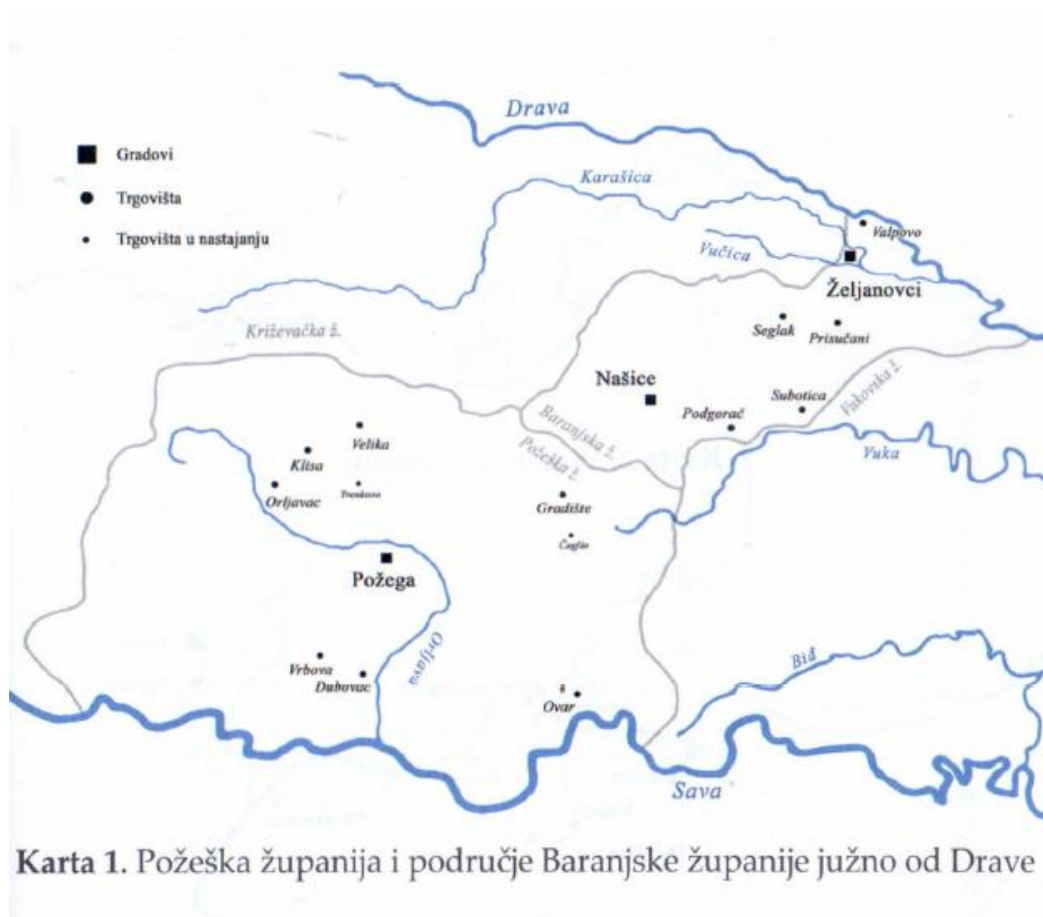 Drava
Gradovi
Karašica
Trgovišta
Valpovo
Trgovišta u nastajanju
Vučica
Željanovci
Križevačka ž.
Seglak
Prisučani
Našice
Subotica
Vukovska ž.
Podgorač
Baranjska ž.
Velika
Požeška ž.
Vuka
Klisa
Orljavac
Gradište
Čaglin
Požega
Orljava
Vrbova
Biđ
Dubovac
š
Ovar
Sava
Karta 1. Požeška županija i područje Baranjske županije južno od Drave